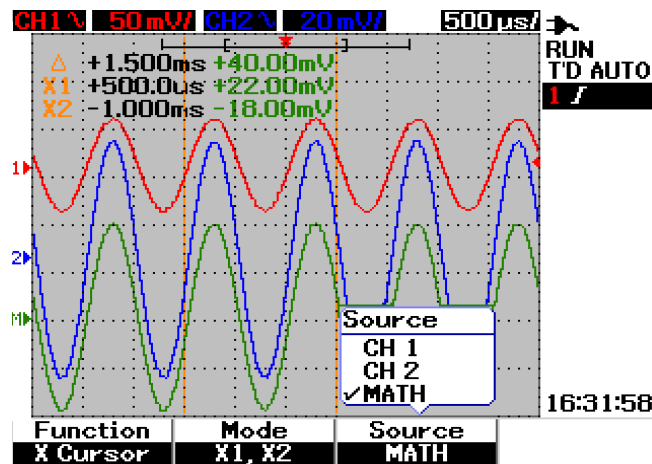 CH1 50mV/ CH2 20mV/ 500µs/
RUN
T'D AUTO
1
Δ +1.500ms +40.00mV
X1 +500.0us +22.00mV
X2 -1.000ms -18.00mV
1
2
M
Source
CH 1
CH 2
✓MATH
16:31:58
Function Mode Source
X Cursor X1, X2 MATH